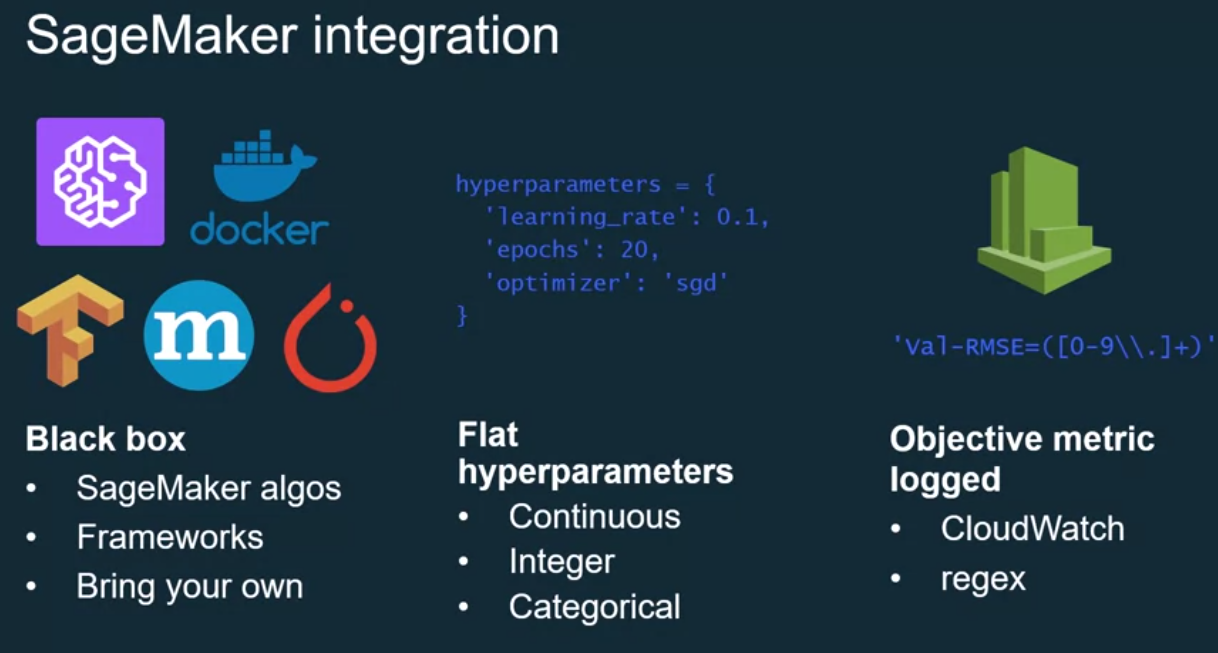 SageMaker integration
docker
m
hyperparameters = {
'learning_rate': 0.1,
'epochs': 20,
'optimizer': 'sgd'
}
'Val-RMSE=([0-9\\.]+)'
Black box
• SageMaker algos
• Frameworks
• Bring your own
Flat
hyperparameters
• Continuous
• Integer
• Categorical
Objective metric
logged
• CloudWatch
• regex